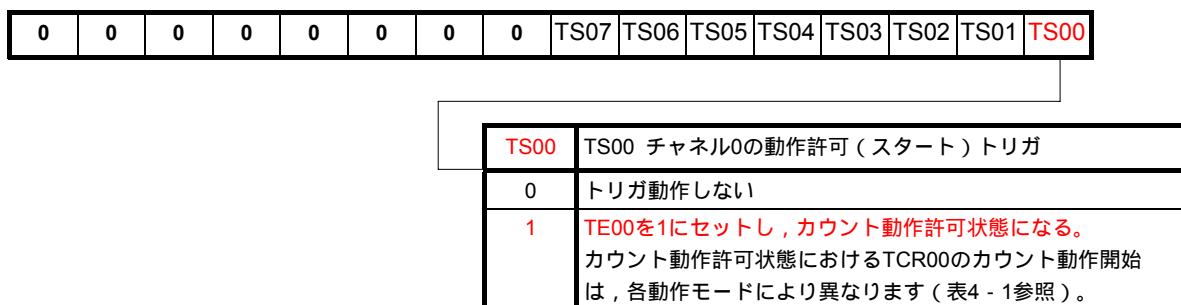 0 0 0 0 0 0 0 0 TS07 TS06 TS05 TS04 TS03 TS02 TS01 TS00
TS00 TS00 チャネル0の動作許可(スタート)トリガ
0 トリガ動作しない
1 TE00を1にセットし,カウント動作許可状態になる。
カウント動作許可状態におけるTCR00のカウント動作開始
は,各動作モードにより異なります(表4-1参照)。